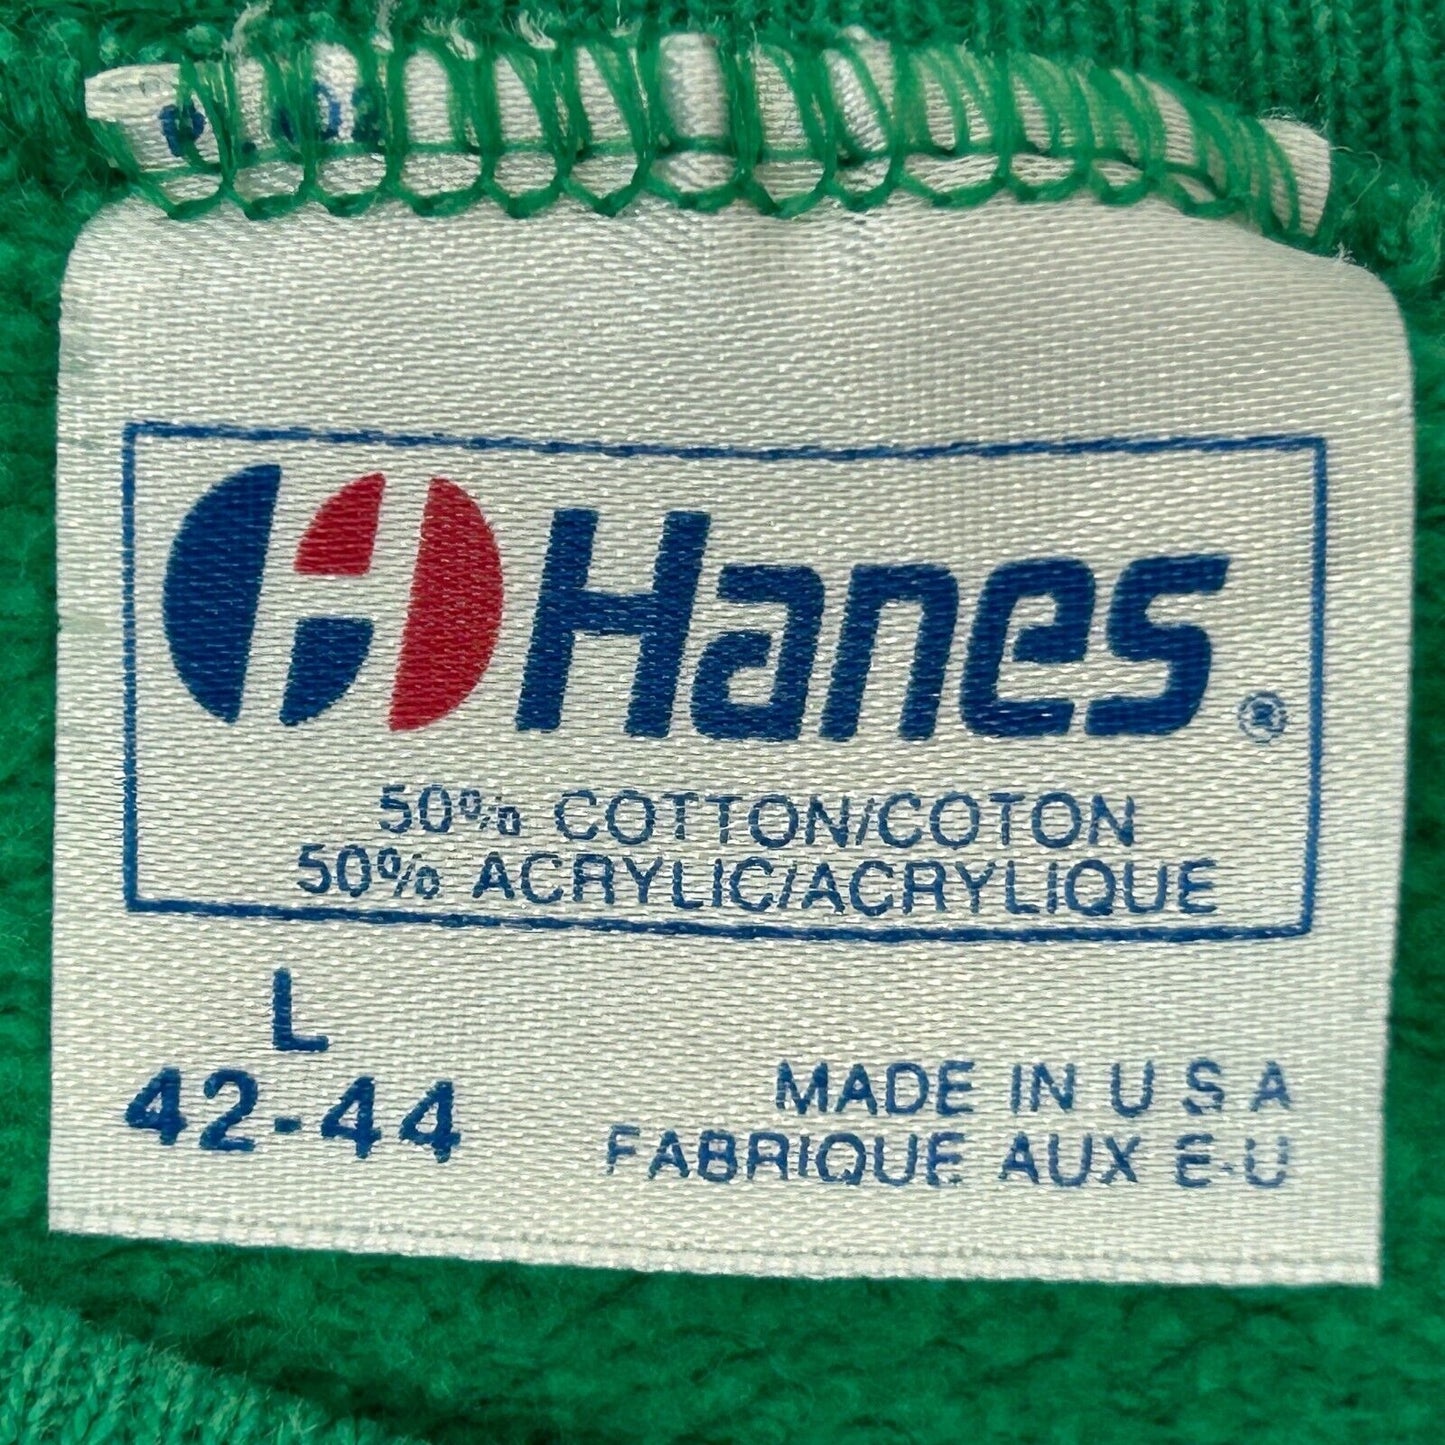 Hanes®
50% COTTON/COTON
50% ACRYLIC/ACRYLIQUE
L
42-44
MADE IN U S A
FABRIQUE AUX E-U